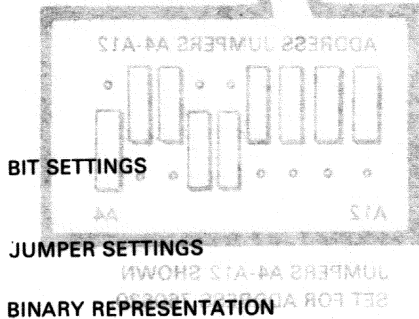 ADDRESS JUMPERS A4-A12
BIT SETTINGS
A12 A4
JUMPER SETTINGS
JUMPERS A4-A12 SHOWN
BINARY REPRESENTATION
SET FOR ADDRESS